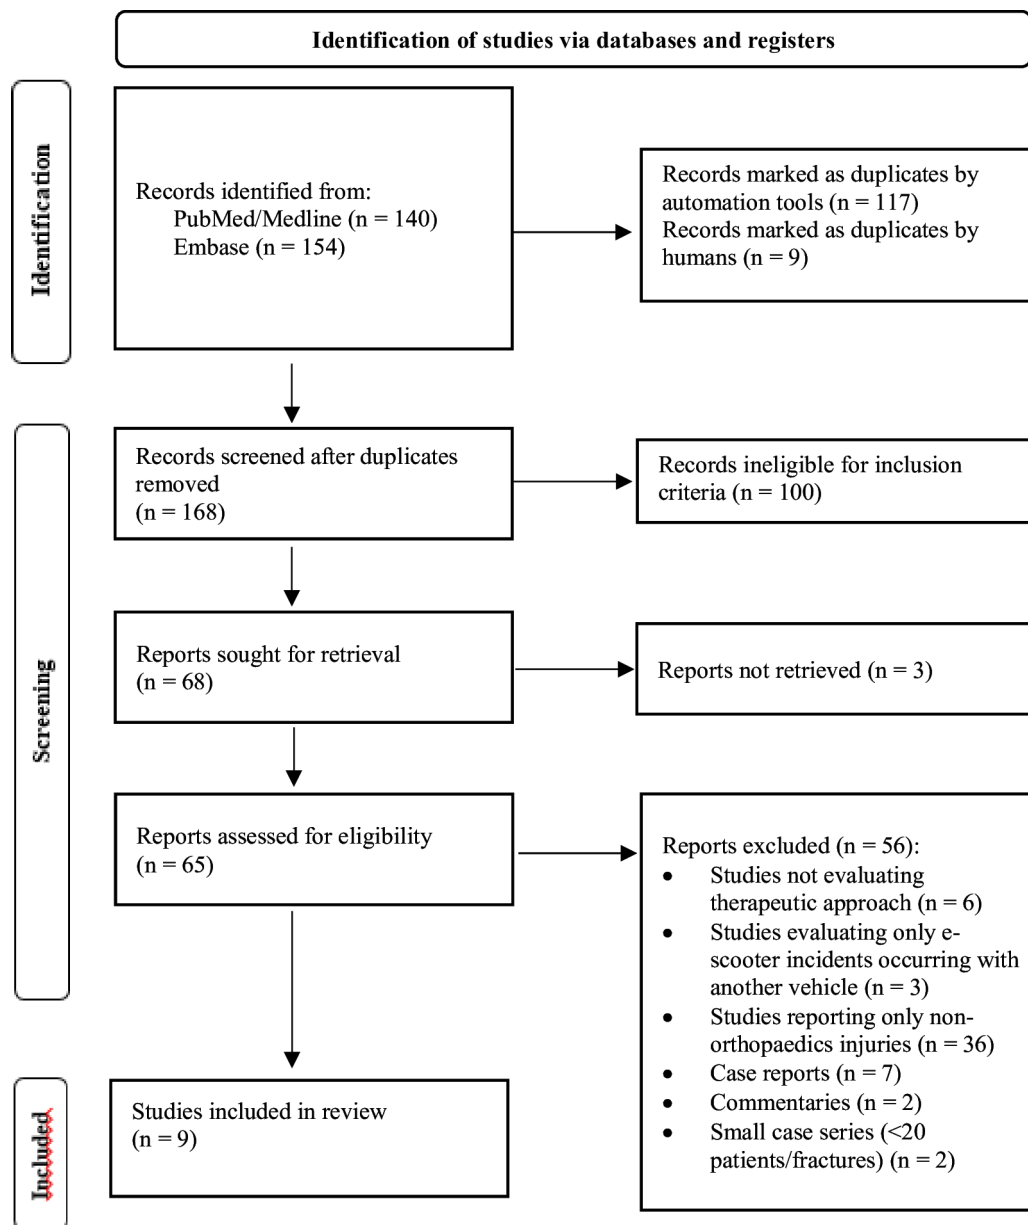 Identification of studies via databases and registers
Identification
Records identified from:
PubMed/Medline (n = 140)
Embase (n = 154)
Records marked as duplicates by
automation tools (n = 117)
Records marked as duplicates by
humans (n = 9)
Screening
Records screened after duplicates
removed
(n = 168)
Records ineligible for inclusion
criteria (n = 100)
Reports sought for retrieval
(n = 68)
Reports not retrieved (n = 3)
Reports assessed for eligibility
(n = 65)
Reports excluded (n = 56):
• Studies not evaluating
therapeutic approach (n = 6)
• Studies evaluating only e-
scooter incidents occurring with
another vehicle (n = 3)
• Studies reporting only non-
orthopaedics injuries (n = 36)
• Case reports (n = 7)
• Commentaries (n = 2)
• Small case series (<20
patients/fractures) (n = 2)
Included
Studies included in review
(n = 9)